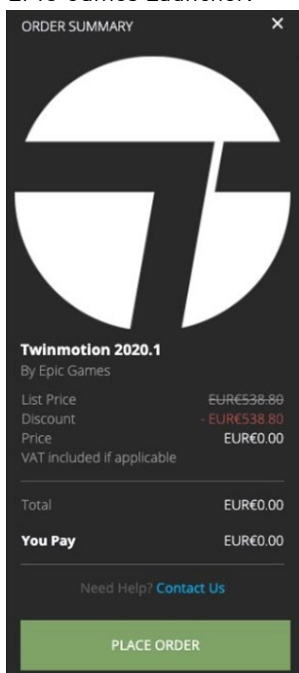 ORDER SUMMARY ×
Twinmotion 2020.1
By Epic Games
List Price EUR€538.80
Discount - EUR€538.80
Price EUR€0.00
VAT included if applicable
Total EUR€0.00
You Pay EUR€0.00
Need Help? Contact Us
PLACE ORDER